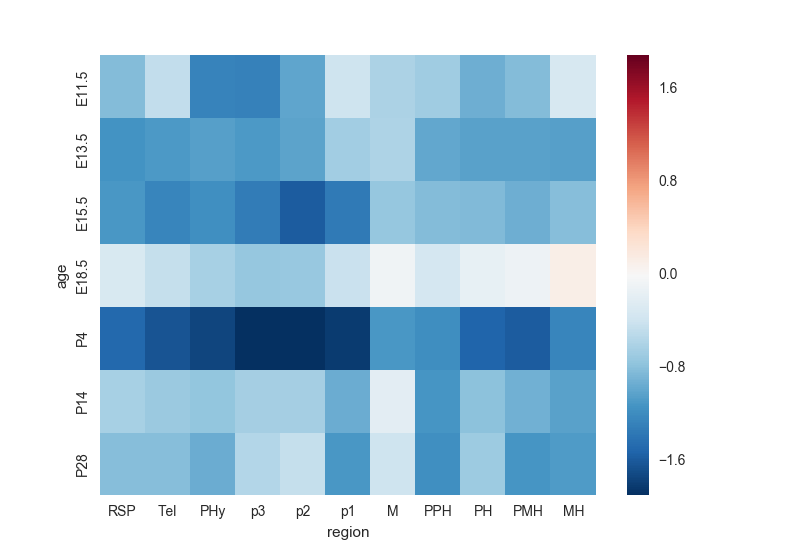 E11.5
E13.5
E15.5
E18.5
P4
P14
P28
age
RSP Tel PHy p3 p2 p1 M PPH PH PMH MH
region
1.6
0.8
0.0
−0.8
−1.6